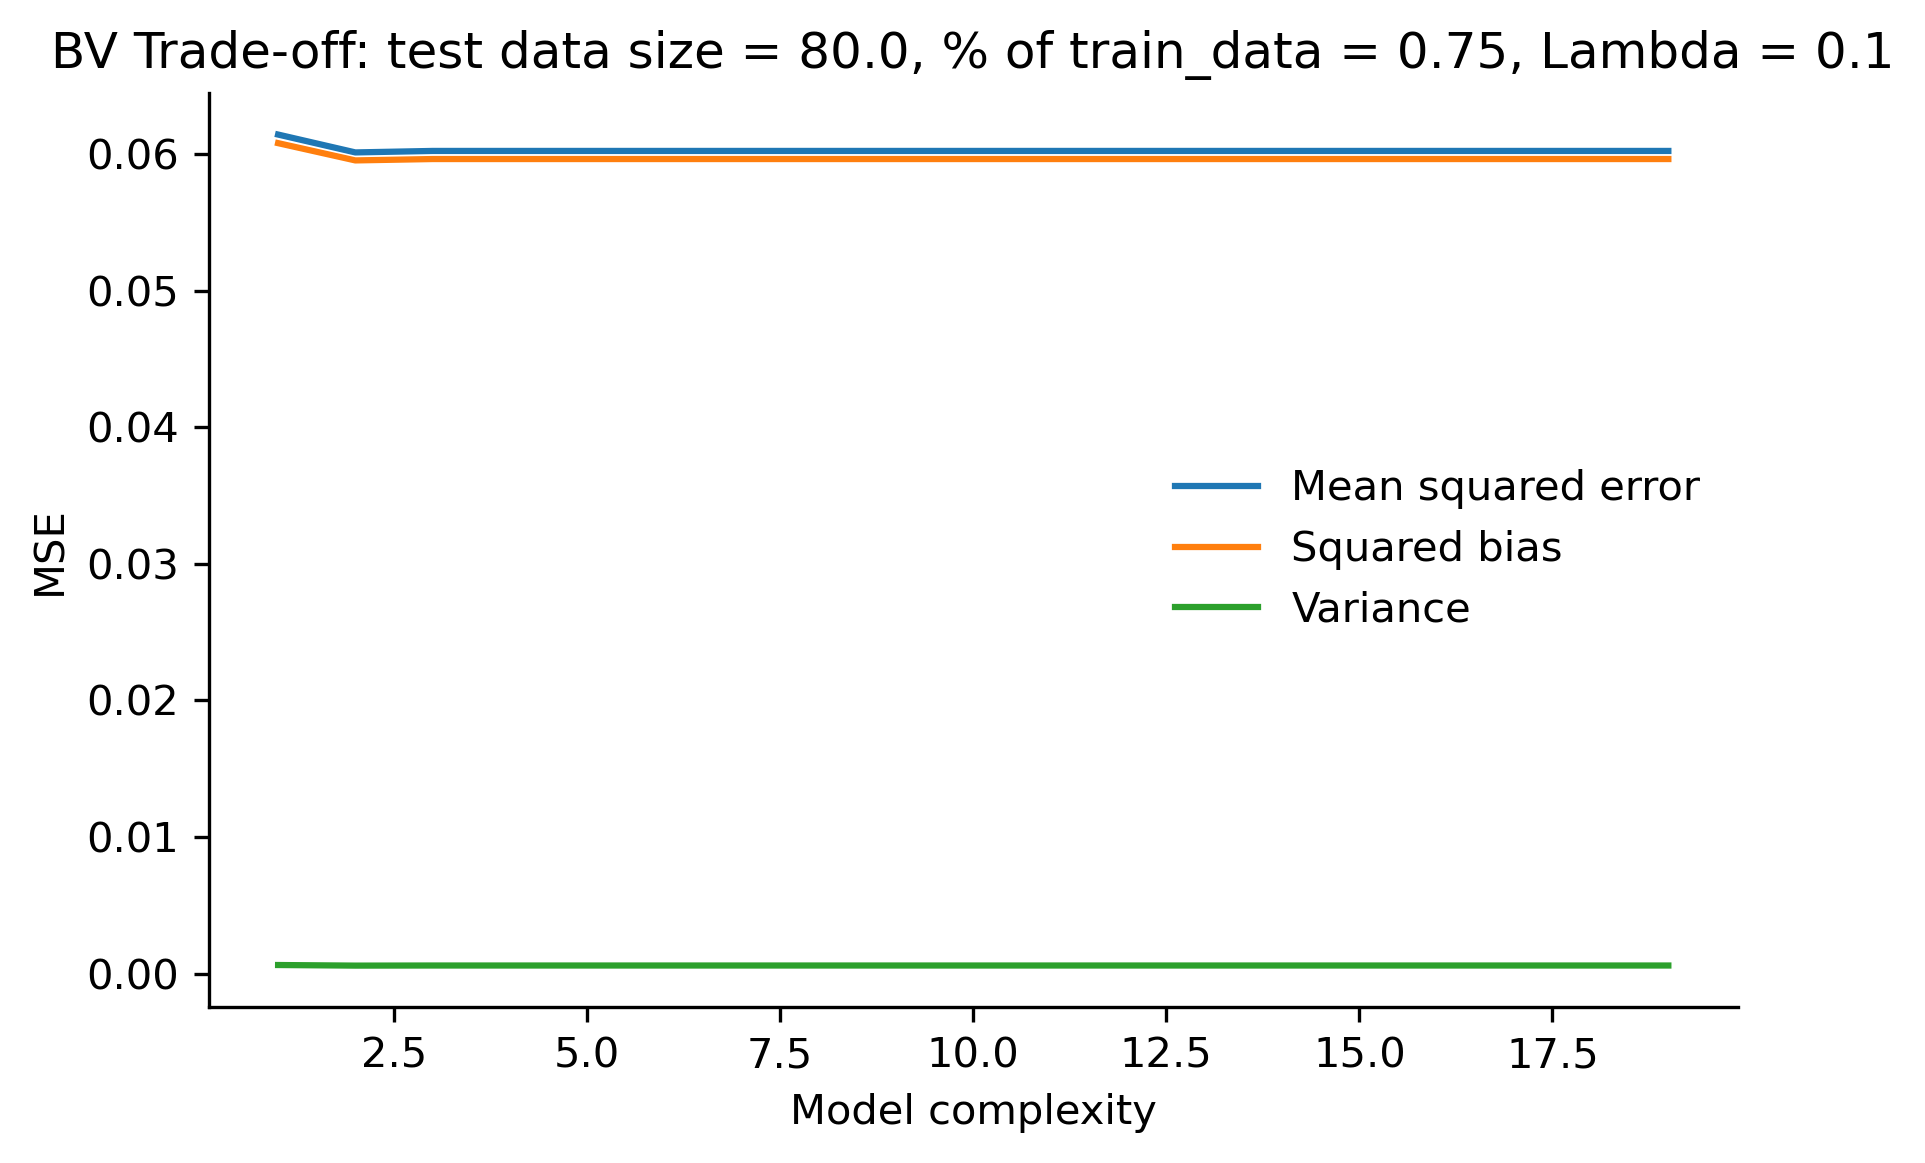 BV Trade-off: test data size = 80.0, % of train_data = 0.75, Lambda = 0.1
0.06
0.05
0.04
0.03
0.02
0.01
0.00
MSE
Mean squared error
Squared bias
Variance
2.5 5.0 7.5 10.0 12.5 15.0 17.5
Model complexity